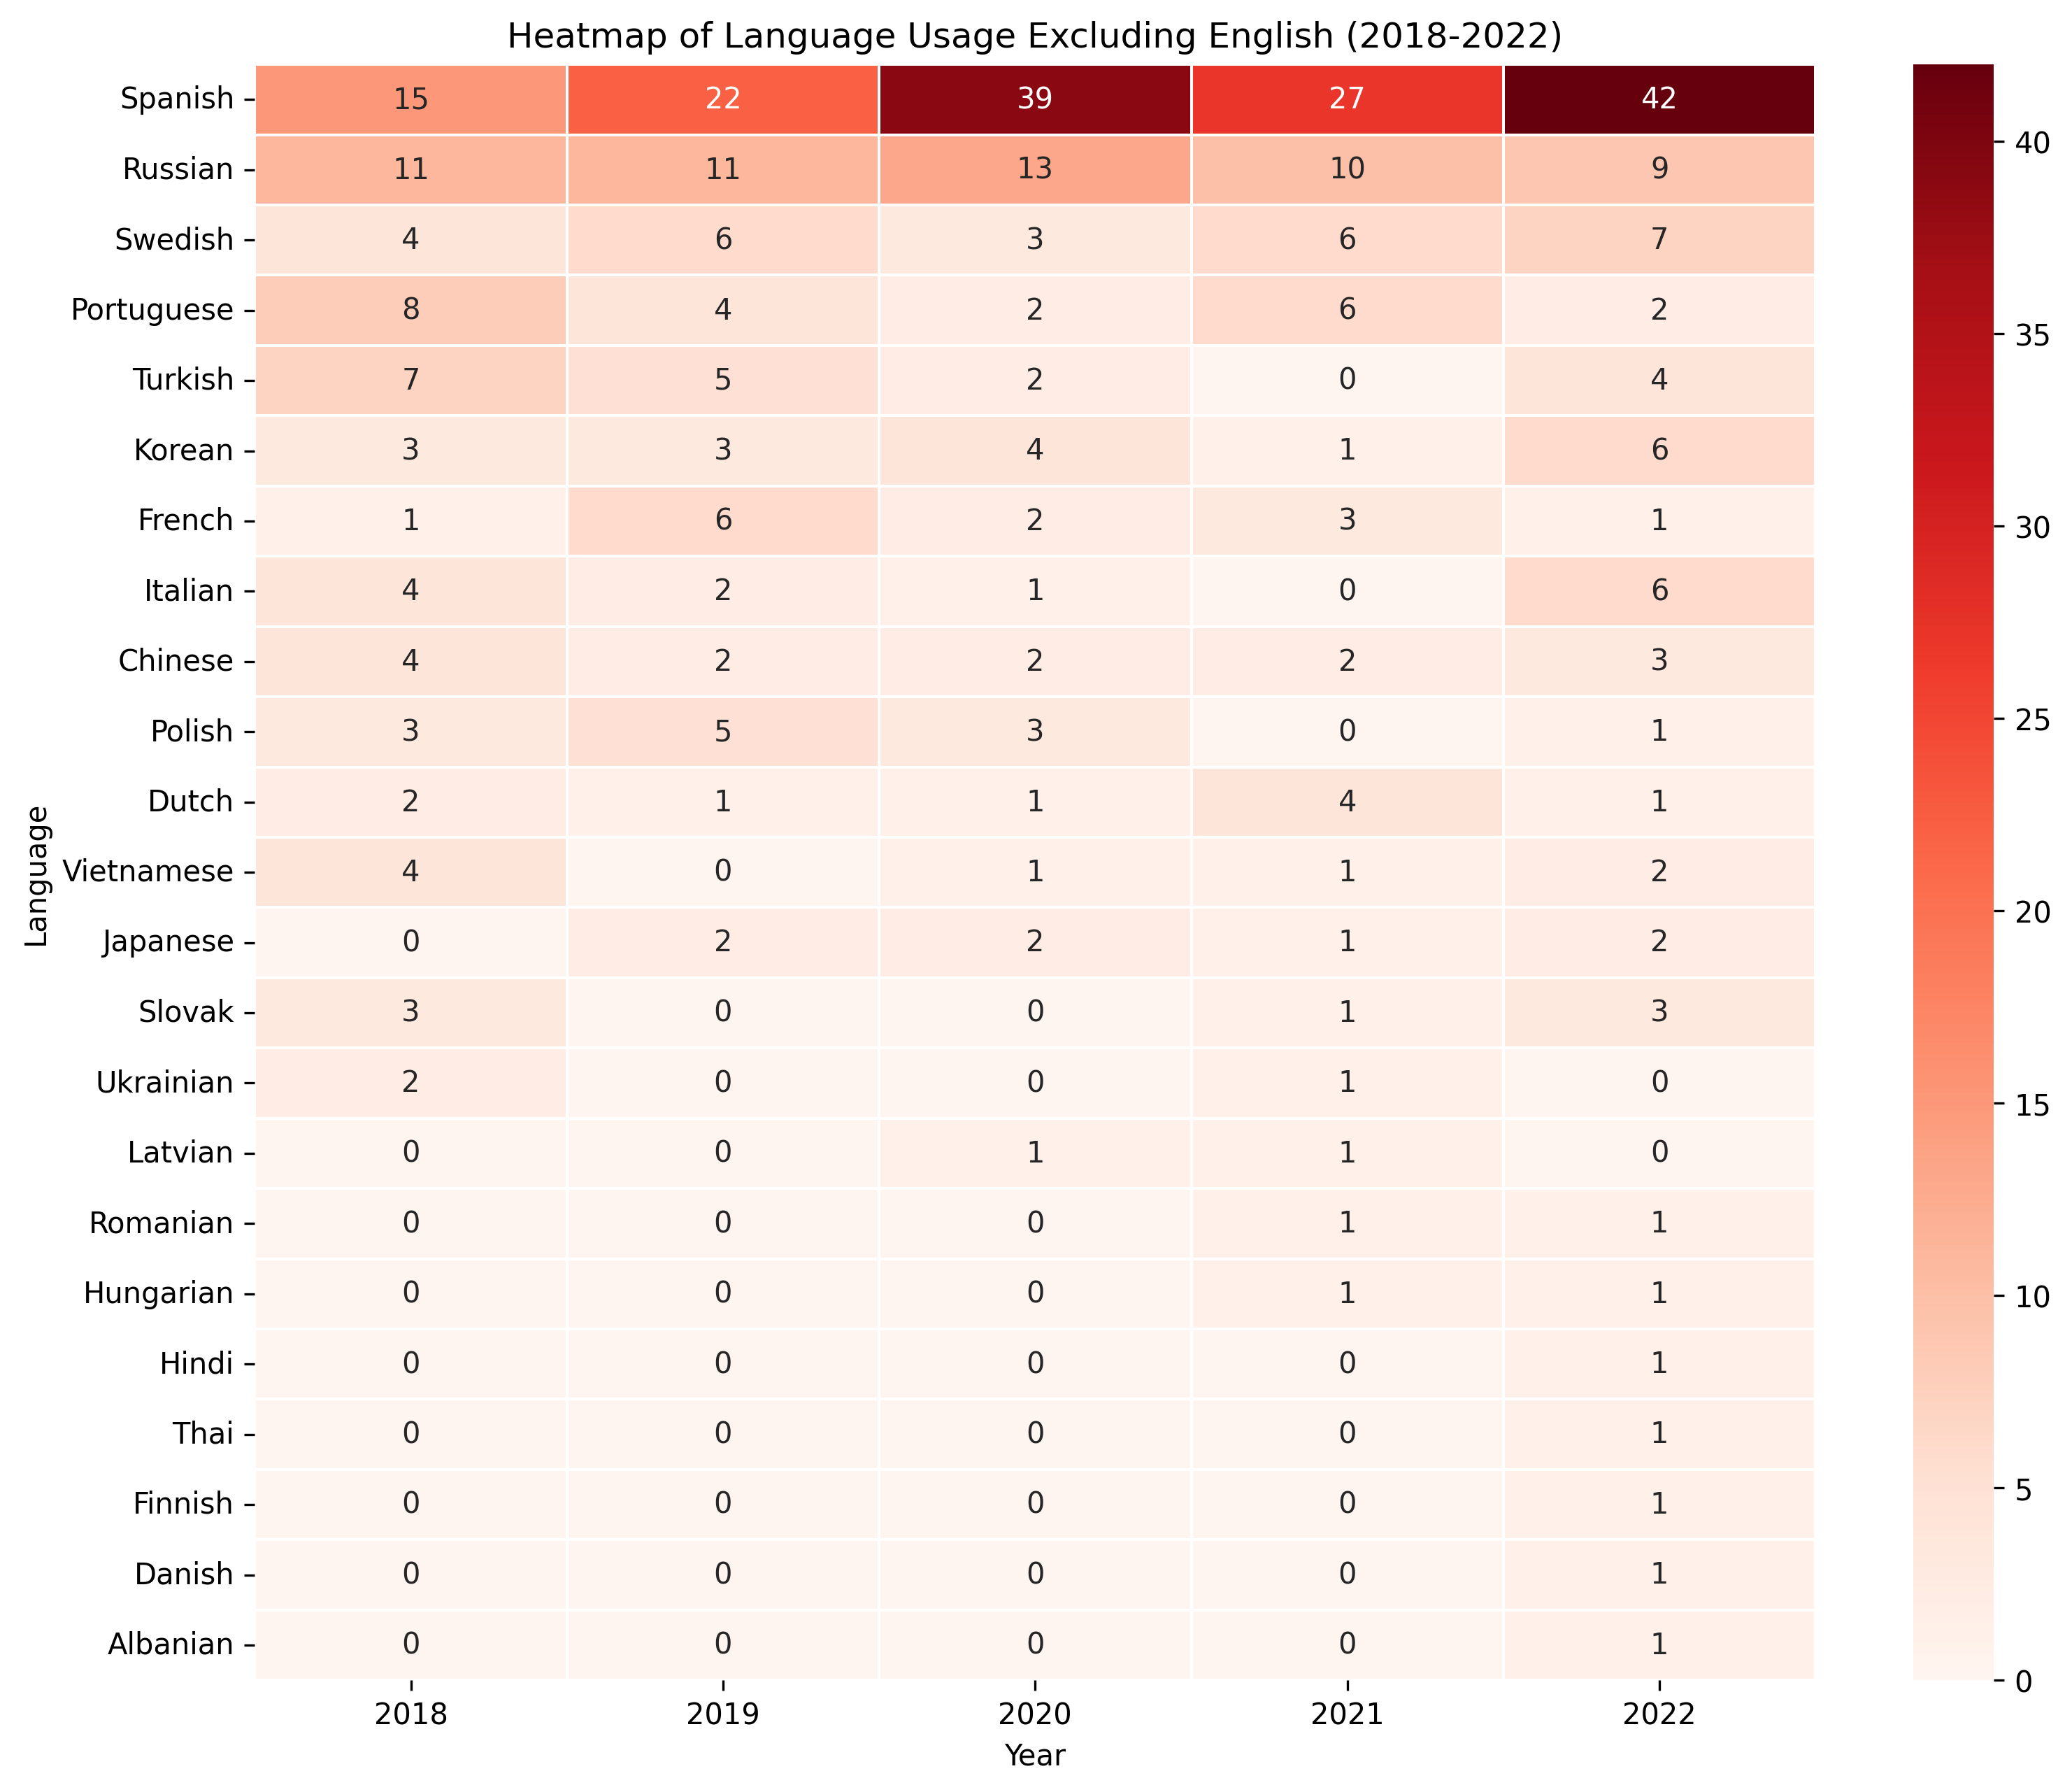 Heatmap of Language Usage Excluding English (2018-2022)
Language
Spanish 15 22 39 27 42
Russian 11 11 13 10 9
Swedish 4 6 3 6 7
Portuguese 8 4 2 6 2
Turkish 7 5 2 0 4
Korean 3 3 4 1 6
French 1 6 2 3 1
Italian 4 2 1 0 6
Chinese 4 2 2 2 3
Polish 3 5 3 0 1
Dutch 2 1 1 4 1
Vietnamese 4 0 1 1 2
Japanese 0 2 2 1 2
Slovak 3 0 0 1 3
Ukrainian 2 0 0 1 0
Latvian 0 0 1 1 0
Romanian 0 0 0 1 1
Hungarian 0 0 0 1 1
Hindi 0 0 0 0 1
Thai 0 0 0 0 1
Finnish 0 0 0 0 1
Danish 0 0 0 0 1
Albanian 0 0 0 0 1
2018 2019 2020 2021 2022
Year
40
35
30
25
20
15
10
5
0